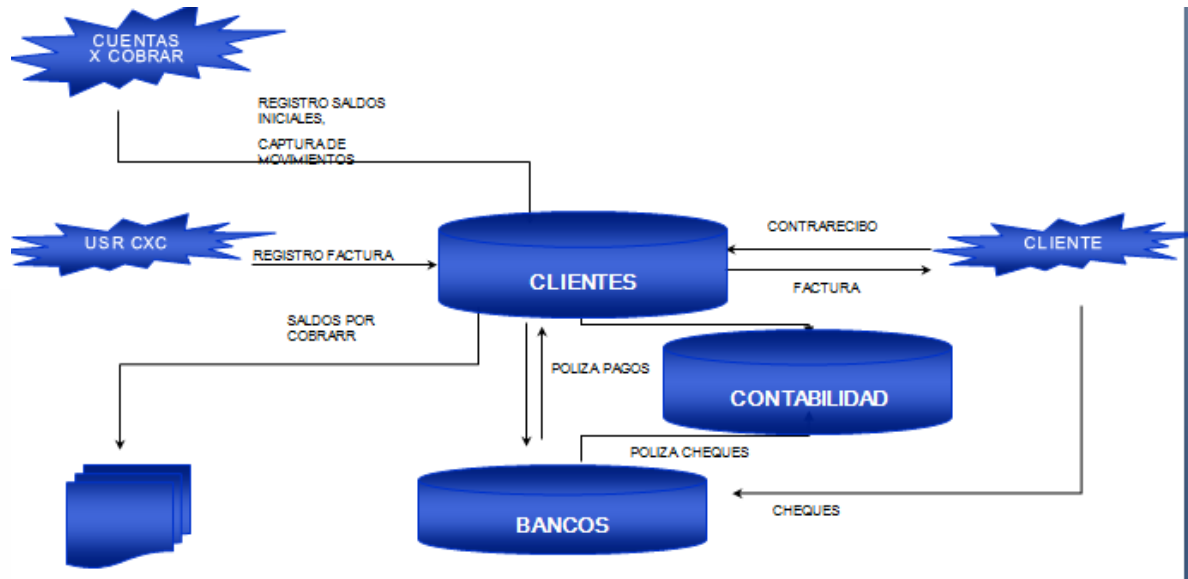 CUENTAS
X COBRAR
REGISTRO SALDOS
INICIALES,
CAPTURA DE
MOVIMIENTOS
USR CXC
REGISTRO FACTURA
CLIENTES
CONTRARECIBO
CLIENTE
FACTURA
SALDOS POR
COBRARR
POLIZA PAGOS
CONTABILIDAD
POLIZA CHEQUES
BANCOS
CHEQUES